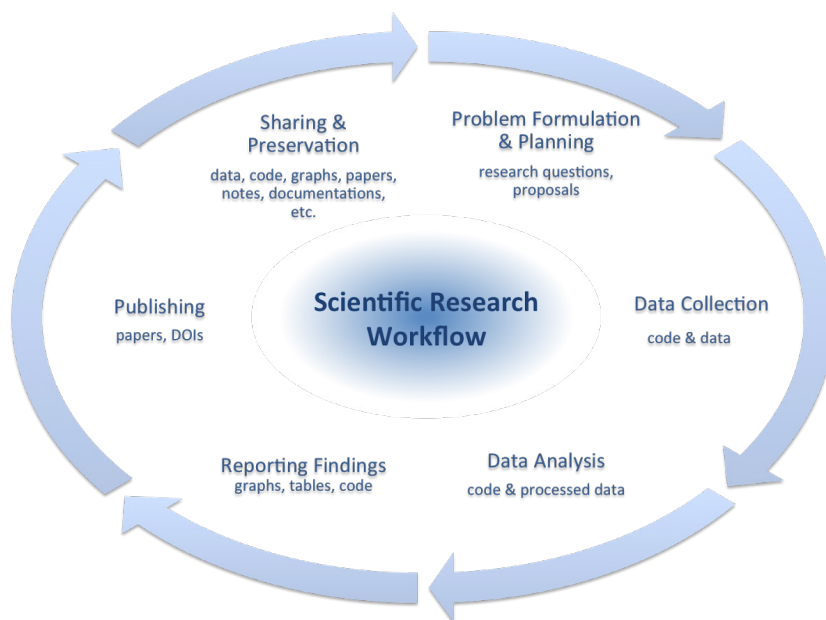 Sharing &
Preservation
data, code, graphs, papers,
notes, documentations,
etc.
Problem Formulation
& Planning
research questions,
proposals
Publishing
papers, DOIs
Scientific Research
Workflow
Data Collection
code & data
Reporting Findings
graphs, tables, code
Data Analysis
code & processed data